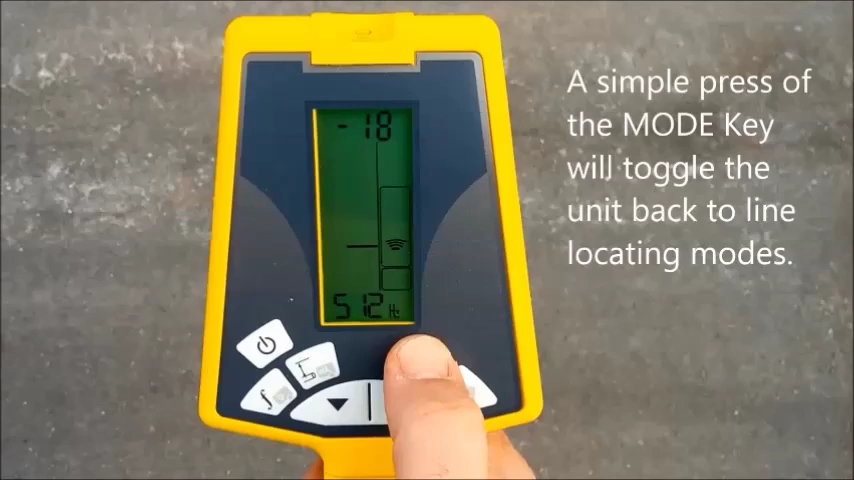 -18
512 Hz
A simple press of
the MODE Key
will toggle the
unit back to line
locating modes.